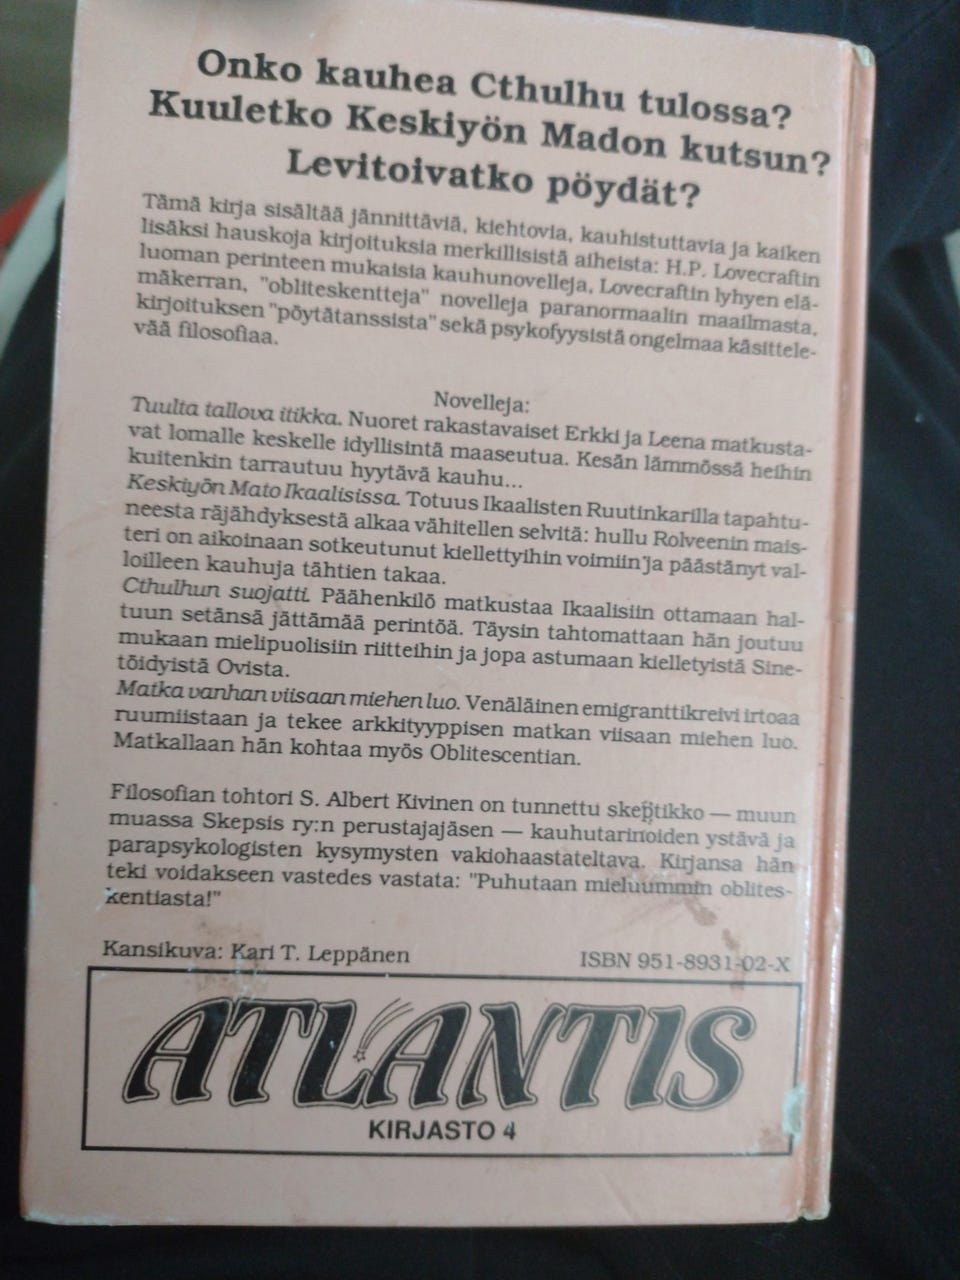 Onko kauhea Cthulhu tulossa?
Kuuletko Keskiyön Madon kutsun?
Levitoivatko pöydät?
Tämä kirja sisältää jännittäviä, kiehtovia, kauhistuttavia ja kaiken
lisäksi hauskoja kirjoituksia merkillisistä aiheista: H.P. Lovecraftin
luoman perinteen mukaisia kauhunovelleja, Lovecraftin lyhyen elä-
mäkerran, "obliteskentteja" novelleja paranormaalin maailmasta,
kirjoituksen "pöytätanssista" sekä psykofyysistä ongelmaa käsittele-
vää filosofiaa.
Novelleja:
Tuulta tallova itikka. Nuoret rakastavaiset Erkki ja Leena matkusta-
vat lomalle keskelle idyllisintä maaseutua. Kesän lämmössä heihin
kuitenkin tarrautuu hyytävä kauhu...
Keskiyön Mato Ikaalisissa. Totuus Ikaalisten Ruutinkarilla tapahtu-
neesta räjähdyksestä alkaa vähitellen selvitä: hullu Rolveenin mais-
teri on aikoinaan sotkeutunut kiellettyihin voimiin ja päästänyt val-
loilleen kauhuja tähtien takaa.
Cthulhun suojatti. Päähenkilö matkustaa Ikaalisiin ottamaan hal-
tuun setänsä jättämää perintöä. Täysin tahtomattaan hän joutuu
mukaan mielipuolisiin riitteihin ja jopa astumaan kielletyistä Sine-
töidyistä Ovista.
Matka vanhan viisaan miehen luo. Venäläinen emigranttikreivi irtoaa
ruumiistaan ja tekee arkkityyppisen matkan viisaan miehen luo.
Matkallaan hän kohtaa myös Oblitescentian.
Filosofian tohtori S. Albert Kivinen on tunnettu skeptikko — muun
muassa Skepsis ry:n perustajajäsen — kauhutarinoiden ystävä ja
parapsykologisten kysymysten vakiohaastateltava. Kirjansa hän
teki voidakseen vastedes vastata: "Puhutaan mieluummin oblites-
kentiasta!"
Kansikuva: Kari T. Leppänen
ISBN 951-8931-02-X
ATLANTIS
KIRJASTO 4